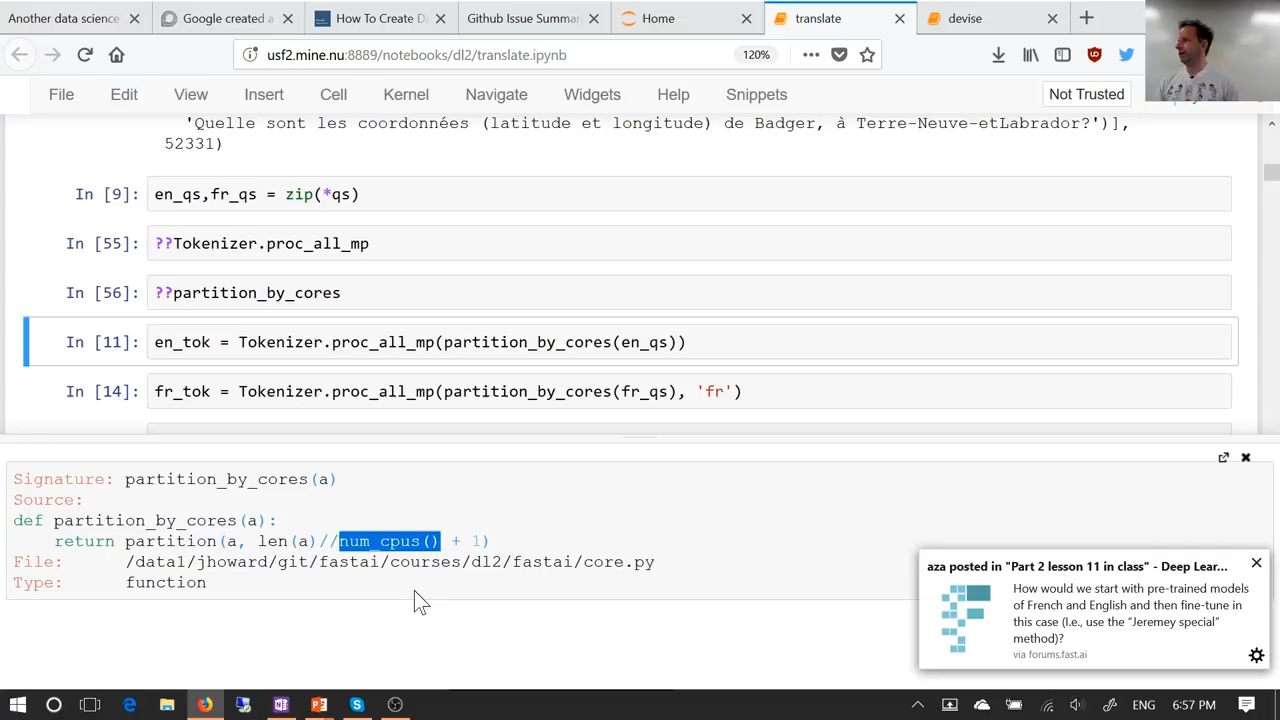 Another data science
Google created a
How To Create Da
Github Issue Summar
Home
translate
devise
usf2.mine.nu:8889/notebooks/dl2/translate.ipynb
120%
File Edit View Insert Cell Kernel Navigate Widgets Help Snippets
Not Trusted
'Quelle sont les coordonnées (latitude et longitude) de Badger, à Terre-Neuve-etLabrador?')],
52331)
In [9]: en_qs,fr_qs = zip(*qs)
In [55]: ??Tokenizer.proc_all_mp
In [56]: ??partition_by_cores
In [11]: en_tok = Tokenizer.proc_all_mp(partition_by_cores(en_qs))
In [14]: fr_tok = Tokenizer.proc_all_mp(partition_by_cores(fr_qs), 'fr')
Signature: partition_by_cores(a)
Source:
def partition_by_cores(a):
return partition(a, len(a)//num_cpus() + 1)
File: /data1/jhoward/git/fastai/courses/dl2/fastai/core.py
Type: function
aza posted in "Part 2 lesson 11 in class" - Deep Lear...
How would we start with pre-trained models
of French and English and then fine-tune in
this case (I.e., use the “Jeremey special”
method)?
via forums.fast.ai
ENG
6:57 PM